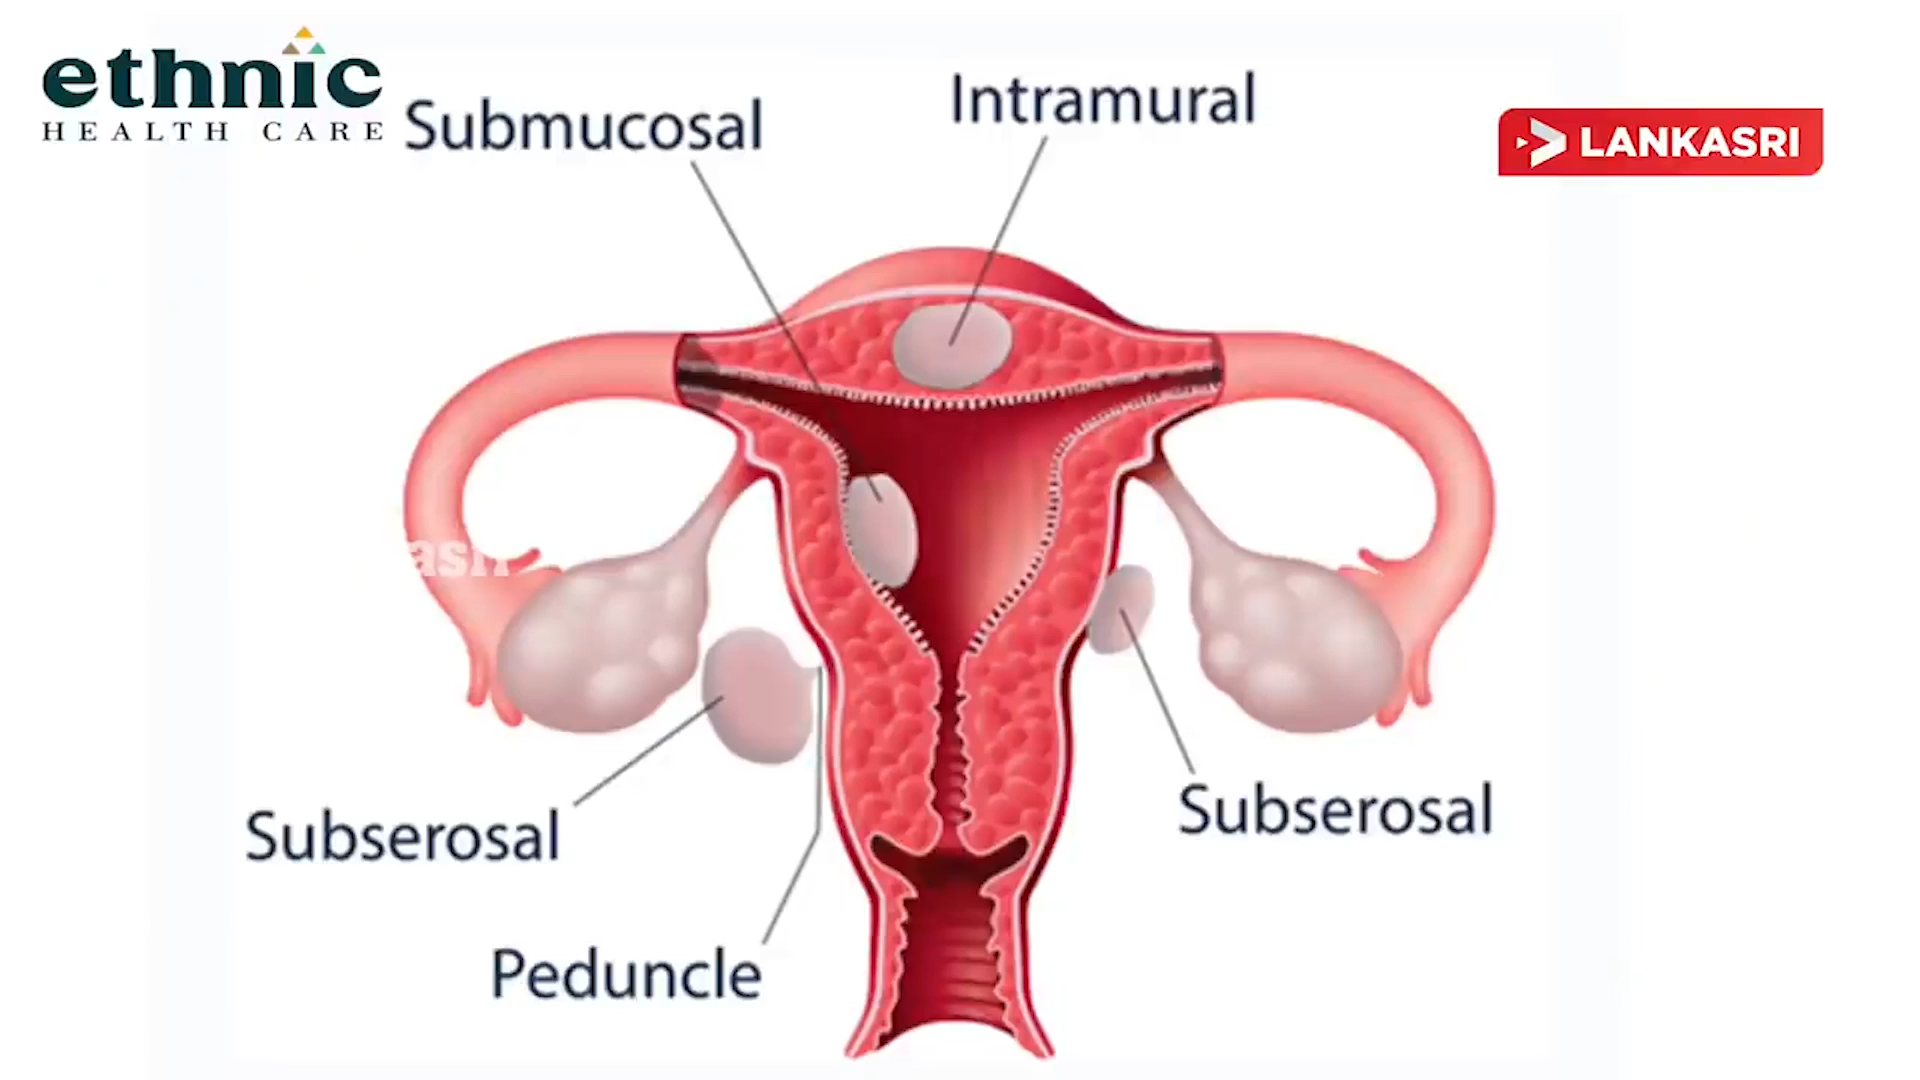 ethnic
HEALTH CARE
Submucosal
Intramural
LANKASRI
Subserosal
Subserosal
Peduncle